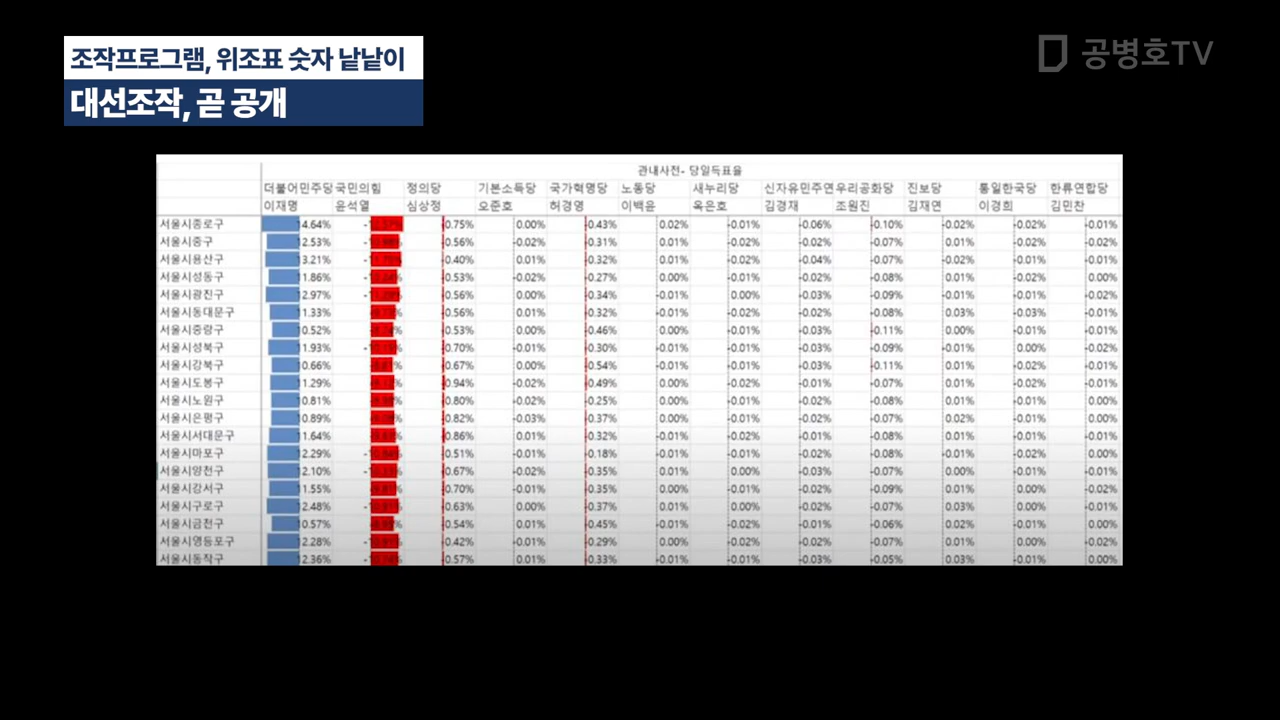 조작프로그램, 위조표 숫자 낱낱이
대선조작, 곧 공개
공병호TV
관내사전- 당일득표율
더불어민주당 국민의힘 정의당 기본소득당 국가혁명당 노동당 새누리당 신자유민주연 우리공화당 진보당 통일한국당 한류연합당
이재명 윤석열 심상정 오준호 허경영 이백윤 옥은호 김경재 조원진 김재연 이경희 김민찬
서울시종로구 14.64% -0.75% 0.00% -0.43% 0.02% -0.01% -0.06% -0.10% -0.02% -0.02% -0.01%
서울시중구 12.53% -0.56% -0.02% -0.31% 0.01% -0.02% -0.02% -0.07% 0.01% -0.02% -0.02%
서울시용산구 13.21% -0.40% 0.01% -0.32% 0.01% -0.02% -0.04% -0.07% -0.02% -0.01% 0.00%
서울시성동구 11.86% -0.53% -0.02% -0.27% 0.00% -0.01% -0.02% -0.08% 0.01% -0.02% 0.00%
서울시광진구 12.97% -0.56% 0.00% -0.34% -0.01% 0.00% -0.03% -0.09% -0.01% -0.01% -0.02%
서울시동대문구 11.33% -0.56% 0.01% -0.32% -0.01% -0.02% -0.02% -0.08% 0.03% -0.03% -0.01%
서울시중랑구 10.52% -0.53% 0.00% -0.46% 0.00% -0.01% -0.03% -0.11% 0.00% -0.01% -0.01%
서울시성북구 11.93% -0.70% -0.01% -0.30% -0.01% -0.01% -0.03% -0.09% -0.01% 0.00% -0.02%
서울시강북구 10.66% -0.67% 0.00% -0.54% -0.01% -0.01% -0.03% -0.11% 0.01% -0.02% -0.01%
서울시도봉구 11.29% -0.94% -0.02% -0.49% 0.00% -0.02% -0.01% -0.07% 0.01% -0.02% -0.01%
서울시노원구 10.81% -0.80% -0.02% -0.25% 0.00% -0.01% -0.02% -0.08% 0.01% -0.01% -0.01%
서울시은평구 10.89% -0.82% -0.03% -0.37% 0.00% -0.01% -0.02% -0.07% 0.02% -0.01% 0.00%
서울시서대문구 11.64% -0.86% 0.01% -0.32% -0.01% -0.02% -0.01% -0.08% 0.01% -0.01% -0.01%
서울시마포구 12.29% -0.51% -0.01% -0.18% 0.01% -0.01% -0.02% -0.08% -0.01% -0.02% 0.00%
서울시양천구 12.10% -0.67% -0.02% -0.35% 0.01% 0.00% -0.03% -0.07% 0.00% -0.01% -0.01%
서울시강서구 11.55% -0.70% -0.01% -0.35% 0.00% -0.01% -0.02% -0.09% 0.01% 0.00% -0.02%
서울시구로구 12.48% -0.63% 0.00% -0.37% 0.01% -0.01% -0.02% -0.07% 0.03% 0.00% -0.01%
서울시금천구 10.57% -0.54% 0.01% -0.45% -0.01% -0.02% -0.01% -0.06% 0.02% -0.01% 0.00%
서울시영등포구 12.28% -0.42% -0.01% -0.29% 0.00% -0.02% -0.02% -0.07% 0.01% 0.00% -0.02%
서울시동작구 12.36% -0.57% 0.01% -0.33% -0.01% -0.01% -0.03% -0.05% 0.03% -0.01% 0.00%